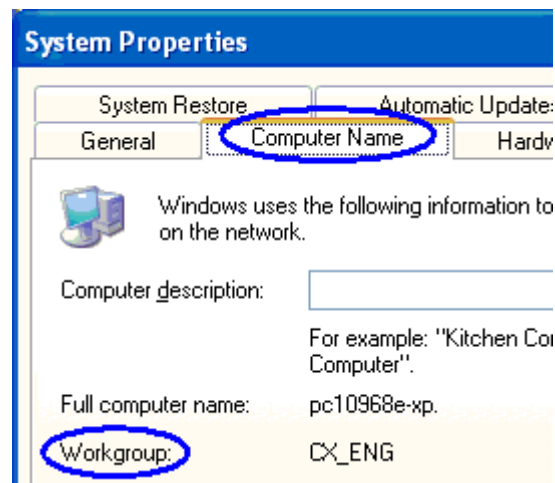 System Properties
System Restore Automatic
General Computer Name
Windows uses the following information to
on the network.
Computer description:
For example: "Kitchen
Computer".
Full computer name: pc10968e-xp.
Workgroup: CX_ENG